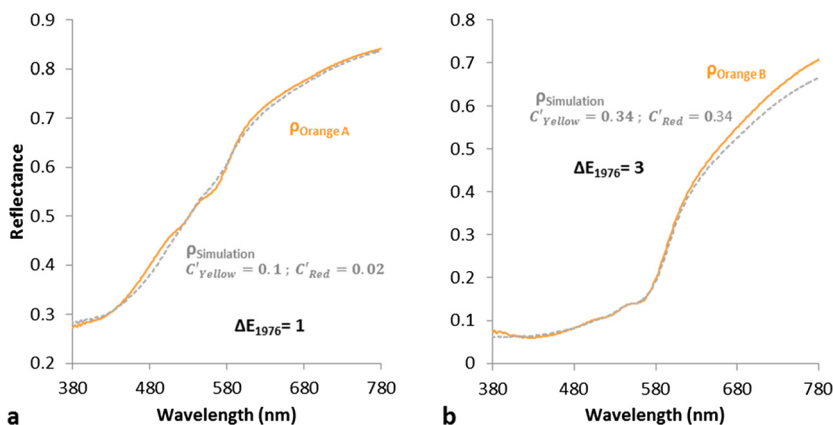 0.9
0.8
0.7
0.6
0.5
0.4
0.3
0.2
Reflectance
ρOrange A
ρSimulation
C'Yellow = 0.1 ; C'Red = 0.02
ΔE1976= 1
380 480 580 680 780
Wavelength (nm)
a
0.8
0.7
0.6
0.5
0.4
0.3
0.2
0.1
0
ρOrange B
ρSimulation
C'Yellow = 0.34 ; C'Red = 0.34
ΔE1976= 3
380 480 580 680 780
Wavelength (nm)
b